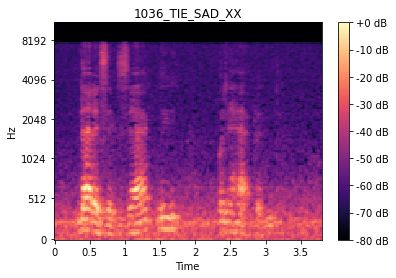 1036_TIE_SAD_XX
+0 dB
8192
-10 dB
4096
-20 dB
-30 dB
2048
Hz
-40 dB
1024
-50 dB
512
-60 dB
-70 dB
0
-80 dB
0 0.5 1 1.5 2 2.5 3 3.5
Time